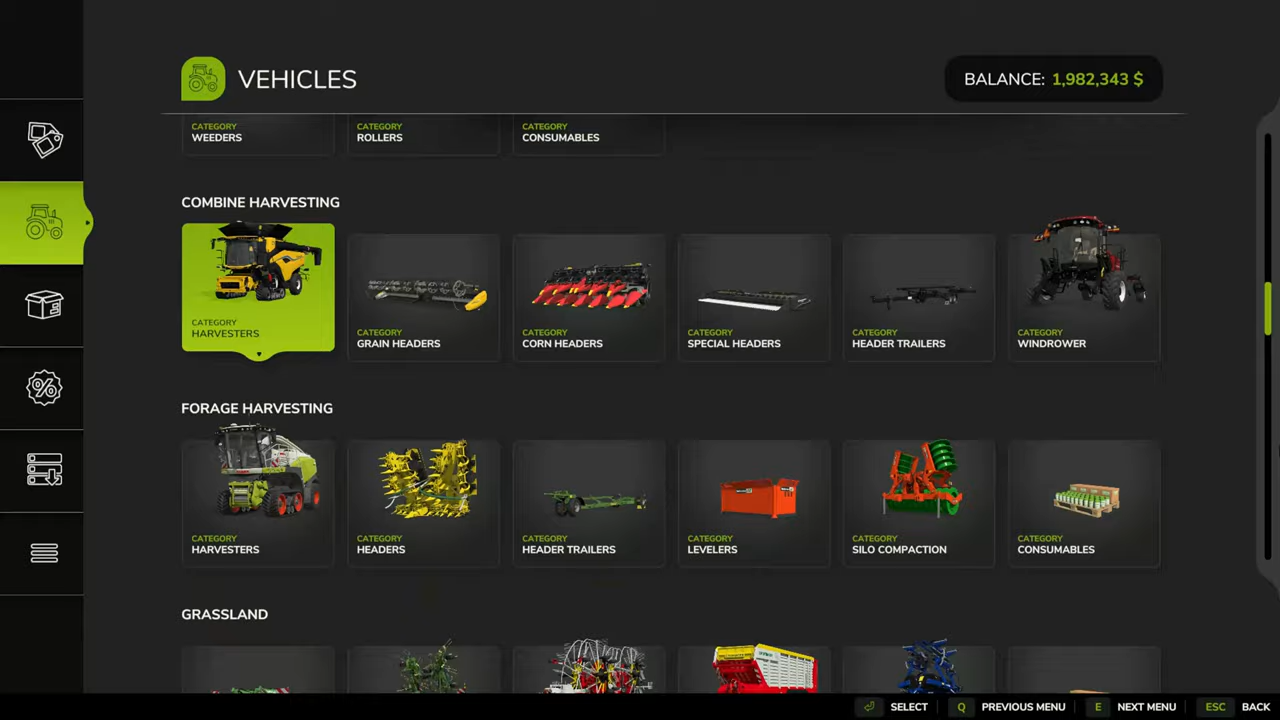 VEHICLES
BALANCE: 1,982,343 $
CATEGORY
WEEDERS
CATEGORY
ROLLERS
CATEGORY
CONSUMABLES
COMBINE HARVESTING
CATEGORY
HARVESTERS
CATEGORY
GRAIN HEADERS
CATEGORY
CORN HEADERS
CATEGORY
SPECIAL HEADERS
CATEGORY
HEADER TRAILERS
CATEGORY
WINDROWER
FORAGE HARVESTING
CATEGORY
HARVESTERS
CATEGORY
HEADERS
CATEGORY
HEADER TRAILERS
CATEGORY
LEVELERS
CATEGORY
SILO COMPACTION
CATEGORY
CONSUMABLES
GRASSLAND
SELECT
Q PREVIOUS MENU
E NEXT MENU
ESC BACK